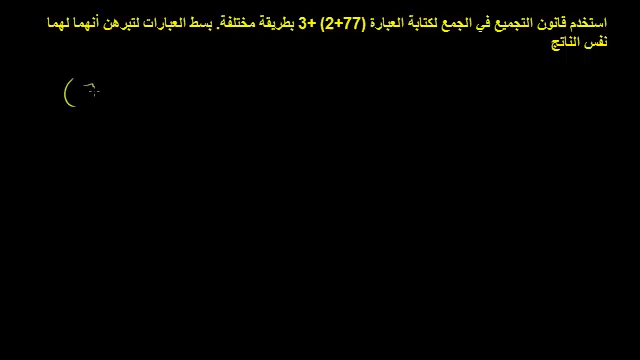 استخدم قانون التجميع في الجمع لكتابة العبارة (77+2) +3 بطريقة مختلفة. بسط العبارات لتبرهن أنهما لهما
نفس الناتج
(